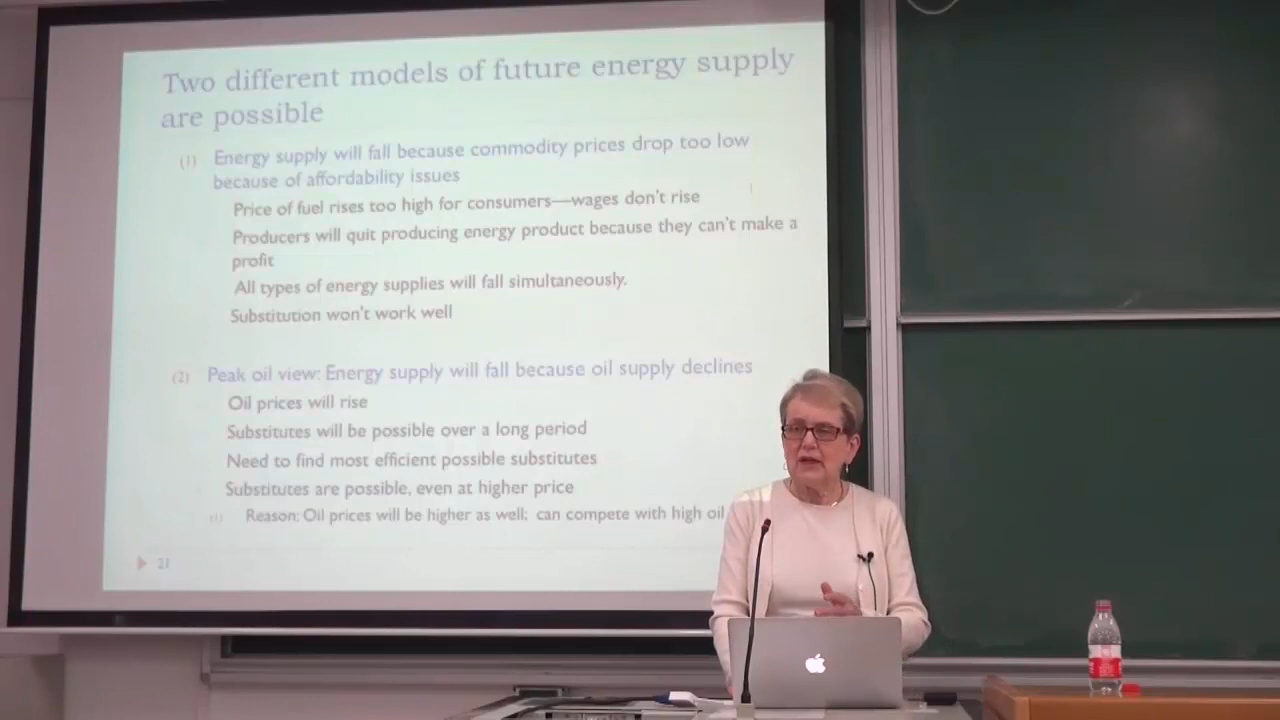 Two different models of future energy supply
are possible
(1) Energy supply will fall because commodity prices drop too low
because of affordability issues
Price of fuel rises too high for consumers—wages don't rise
Producers will quit producing energy product because they can't make a
profit
All types of energy supplies will fall simultaneously.
Substitution won't work well
(2) Peak oil view: Energy supply will fall because oil supply declines
Oil prices will rise
Substitutes will be possible over a long period
Need to find most efficient possible substitutes
Substitutes are possible, even at higher price
Reason: Oil prices will be higher as well; can compete with high oil
21